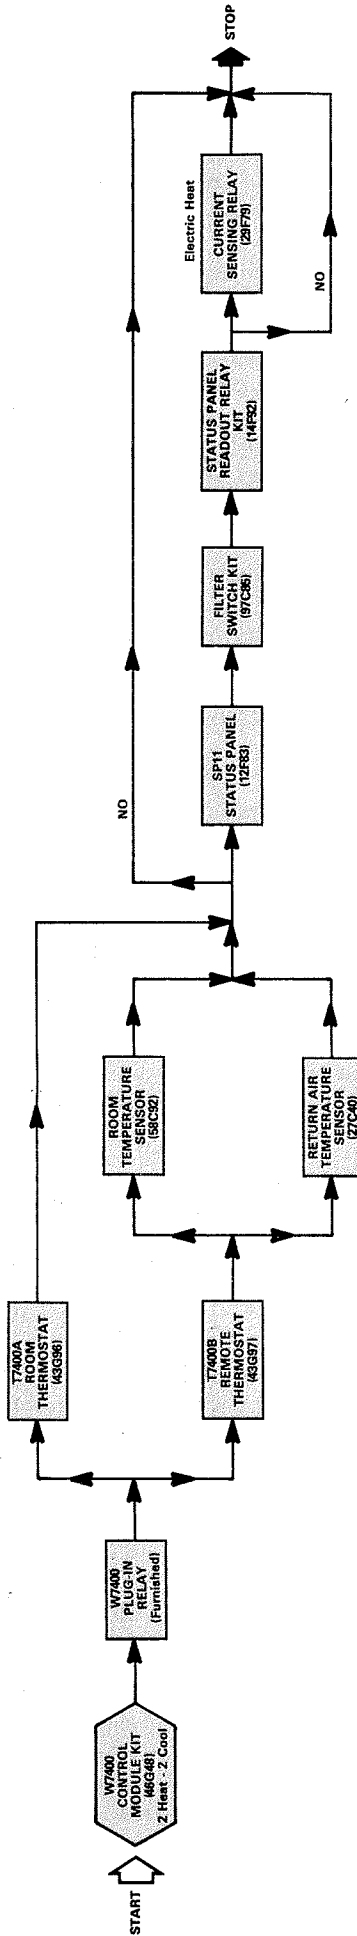 START
W7400
CONTROL
MODULE KIT
(46G48)
2 Heat - 2 Cool
W7400
PLUG-IN
RELAY
(Furnished)
T7400A
ROOM
THERMOSTAT
(43G96)
T7400B
REMOTE
THERMOSTAT
(43G97)
ROOM
TEMPERATURE
SENSOR
(58C92)
RETURN AIR
TEMPERATURE
SENSOR
(27C40)
NO
SP11
STATUS PANEL
(12F83)
FILTER
SWITCH KIT
(97C85)
STATUS PANEL
READOUT RELAY
KIT
(14F92)
NO
Electric Heat
CURRENT
SENSING RELAY
(29F79)
STOP